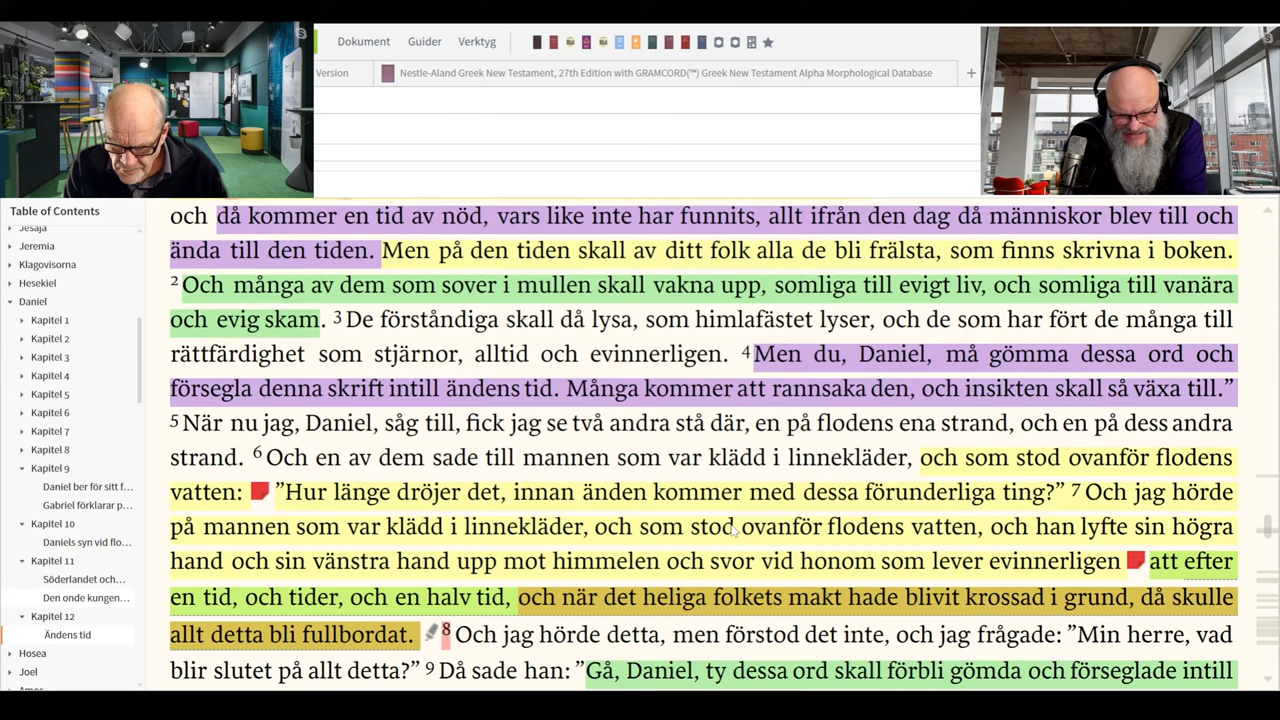 Dokument Guider Verktyg
Version Nestle-Aland Greek New Testament, 27th Edition with GRAMCORD(™) Greek New Testament Alpha Morphological Database +
Table of Contents
Jesaja
Jeremia
Klagovisorna
Hesekiel
Daniel
Kapitel 1
Kapitel 2
Kapitel 3
Kapitel 4
Kapitel 5
Kapitel 6
Kapitel 7
Kapitel 8
Kapitel 9
Daniel ber för sitt f...
Gabriel förklarar p...
Kapitel 10
Daniels syn vid flo...
Kapitel 11
Söderlandet och...
Den onde kungen...
Kapitel 12
Ändens tid
Hosea
Joel
Amos
och då kommer en tid av nöd, vars like inte har funnits, allt ifrån den dag då människor blev till och
ända till den tiden. Men på den tiden skall av ditt folk alla de bli frälsta, som finns skrivna i boken.
2 Och många av dem som sover i mullen skall vakna upp, somliga till evigt liv, och somliga till vanära
och evig skam. 3 De förståndiga skall då lysa, som himlafästet lyser, och de som har fört de många till
rättfärdighet som stjärnor, alltid och evinnerligen. 4 Men du, Daniel, må gömma dessa ord och
försegla denna skrift intill ändens tid. Många kommer att rannsaka den, och insikten skall så växa till.”
5 När nu jag, Daniel, såg till, fick jag se två andra stå där, en på flodens ena strand, och en på dess andra
strand. 6 Och en av dem sade till mannen som var klädd i linnekläder, och som stod ovanför flodens
vatten: ”Hur länge dröjer det, innan änden kommer med dessa förunderliga ting?” 7 Och jag hörde
på mannen som var klädd i linnekläder, och som stod ovanför flodens vatten, och han lyfte sin högra
hand och sin vänstra hand upp mot himmelen och svor vid honom som lever evinnerligen att efter
en tid, och tider, och en halv tid, och när det heliga folkets makt hade blivit krossad i grund, då skulle
allt detta bli fullbordat. 8 Och jag hörde detta, men förstod det inte, och jag frågade: ”Min herre, vad
blir slutet på allt detta?” 9 Då sade han: ”Gå, Daniel, ty dessa ord skall förbli gömda och förseglade intill